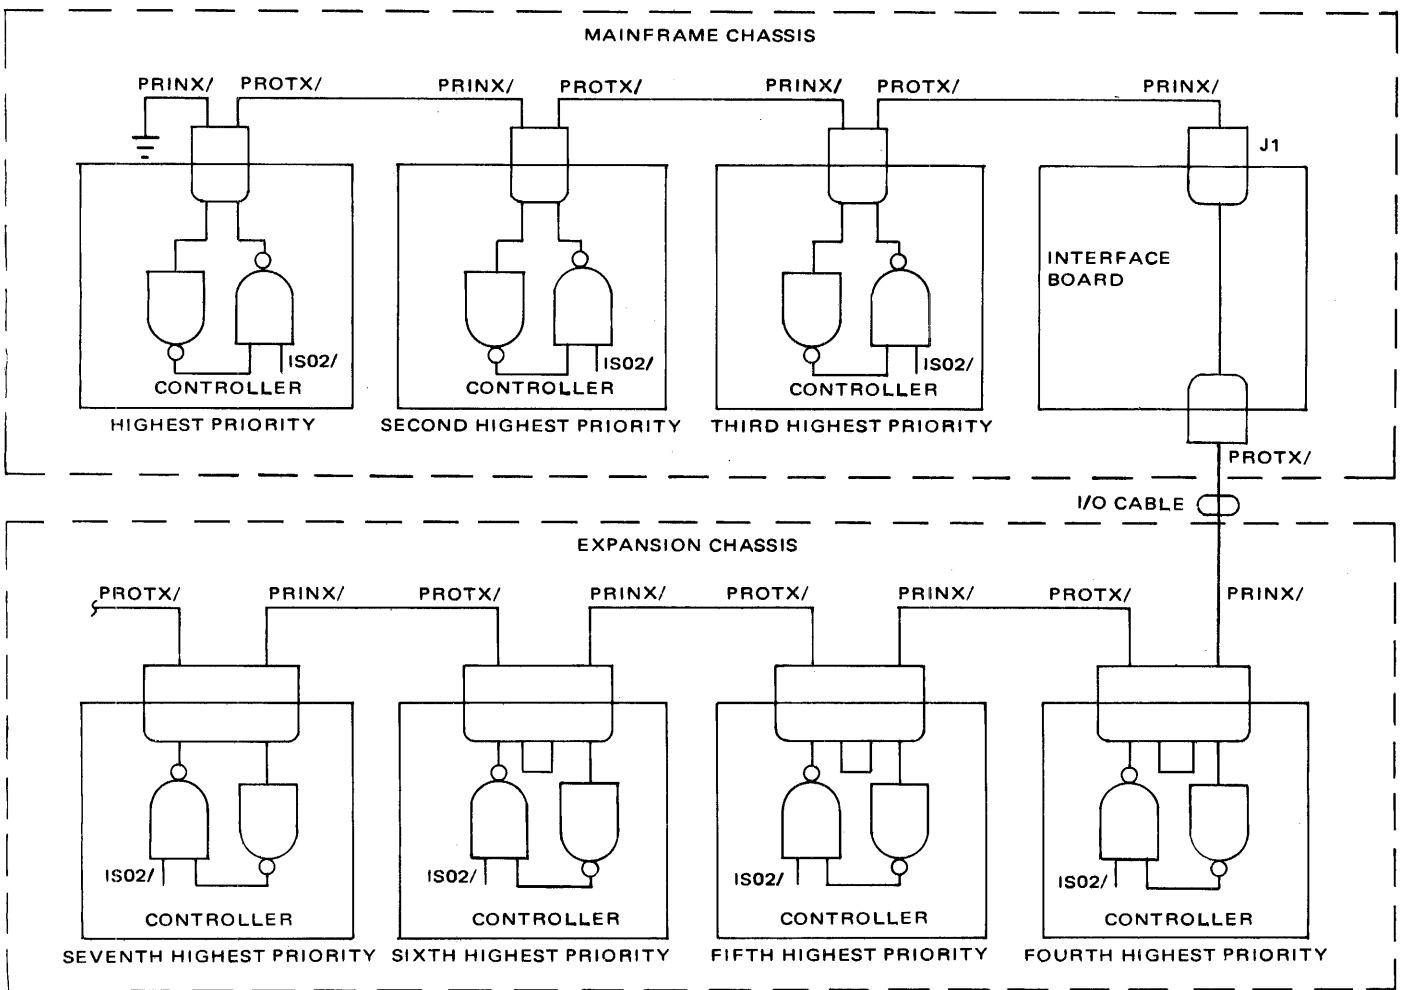 MAINFRAME CHASSIS
PRINX/ PROTX/ PRINX/ PROTX/ PRINX/ PROTX/ PRINX/
J1
INTERFACE
BOARD
IS02/ IS02/ IS02/
CONTROLLER CONTROLLER CONTROLLER
HIGHEST PRIORITY SECOND HIGHEST PRIORITY THIRD HIGHEST PRIORITY
PROTX/
I/O CABLE
EXPANSION CHASSIS
PROTX/ PRINX/ PROTX/ PRINX/ PROTX/ PRINX/ PROTX/ PRINX/
IS02/ IS02/ IS02/ IS02/
CONTROLLER CONTROLLER CONTROLLER CONTROLLER
SEVENTH HIGHEST PRIORITY SIXTH HIGHEST PRIORITY FIFTH HIGHEST PRIORITY FOURTH HIGHEST PRIORITY